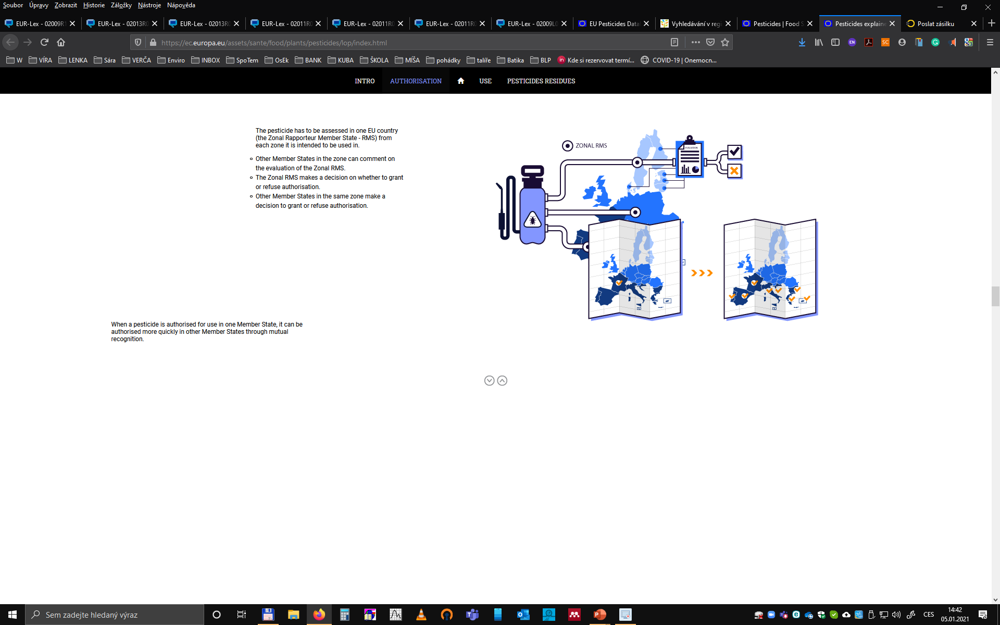 Soubor Úpravy Zobrazit Historie Záložky Nástroje Nápověda
EUR-Lex - 02009R1
EUR-Lex - 02013R0
EUR-Lex - 02013R0
EUR-Lex - 02011R0
EUR-Lex - 02011R0
EUR-Lex - 02011R0
EUR-Lex - 02009L0
EU Pesticides Data
Vyhledávání v regi
Pesticides | Food S
Pesticides explaine
Poslat zásilku
https://ec.europa.eu/assets/sante/food/plants/pesticides/lop/index.html
W VÍRA LENKA Sára VERČA Enviro INBOX SpoTem OsEk BANK KUBA ŠKOLA MÍŠA pohádky talíře Batika BLP Kde si rezervovat termí... COVID-19 | Onemocn...
INTRO AUTHORISATION USE PESTICIDES RESIDUES
The pesticide has to be assessed in one EU country
(the Zonal Rapporteur Member State - RMS) from
each zone it is intended to be used in.
Other Member States in the zone can comment on
the evaluation of the Zonal RMS.
The Zonal RMS makes a decision on whether to grant
or refuse authorisation.
Other Member States in the same zone make a
decision to grant or refuse authorisation.
ZONAL RMS
EVALUATION
When a pesticide is authorised for use in one Member State, it can be
authorised more quickly in other Member States through mutual
recognition.
Sem zadejte hledaný výraz
CES
14:42
05.01.2021